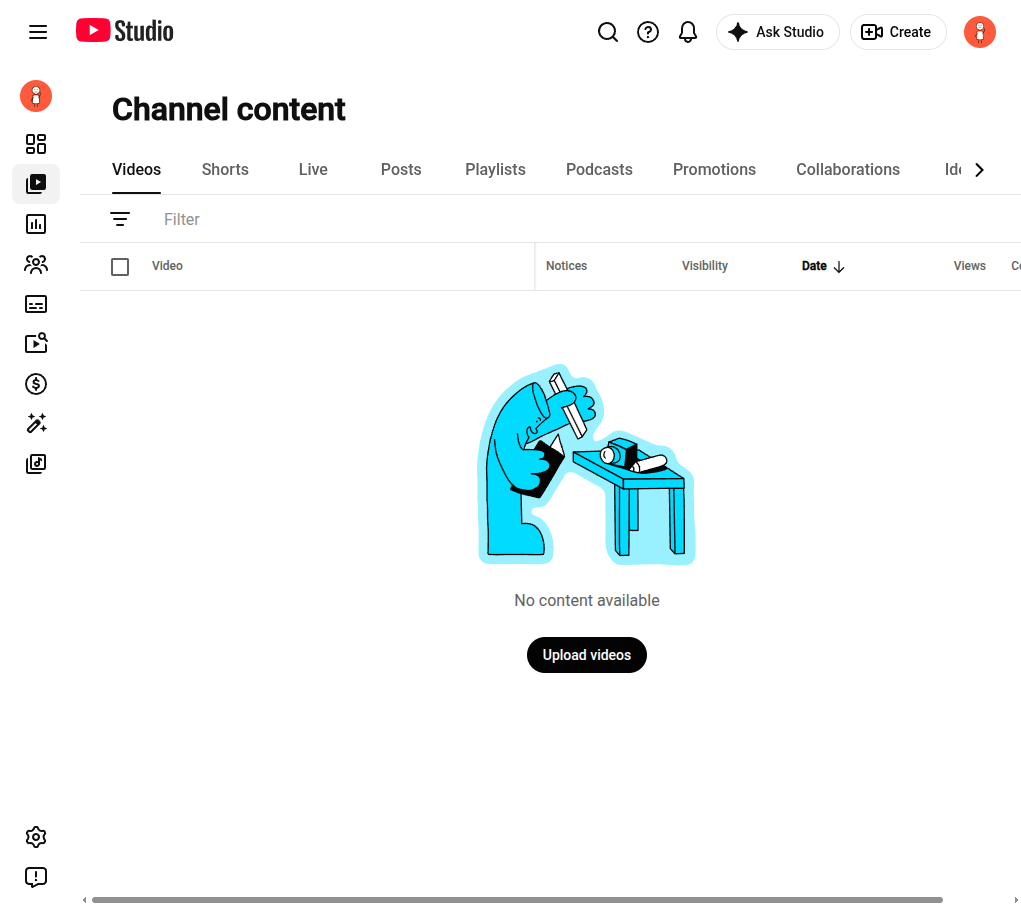 Studio
Ask Studio
Create
Channel content
Videos Shorts Live Posts Playlists Podcasts Promotions Collaborations
Filter
Video Notices Visibility Date Views
No content available
Upload videos